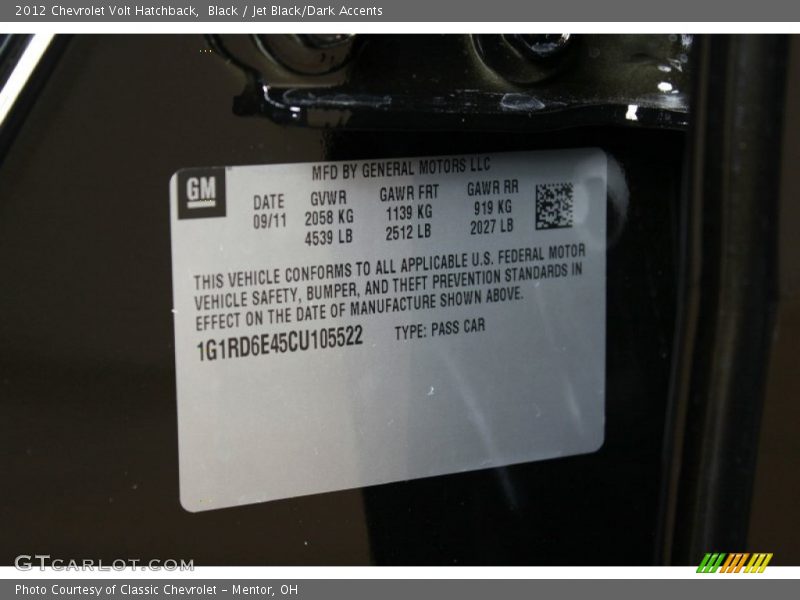 2012 Chevrolet Volt Hatchback,  Black / Jet Black/Dark Accents
GM
MFD BY GENERAL MOTORS LLC
DATE GVWR GAWR FRT GAWR RR
09/11 2058 KG 1139 KG 919 KG
4539 LB 2512 LB 2027 LB
THIS VEHICLE CONFORMS TO ALL APPLICABLE U.S. FEDERAL MOTOR
VEHICLE SAFETY, BUMPER, AND THEFT PREVENTION STANDARDS IN
EFFECT ON THE DATE OF MANUFACTURE SHOWN ABOVE.
1G1RD6E45CU105522 TYPE: PASS CAR
GTCARLOT.COM
Photo Courtesy of Classic Chevrolet - Mentor, OH